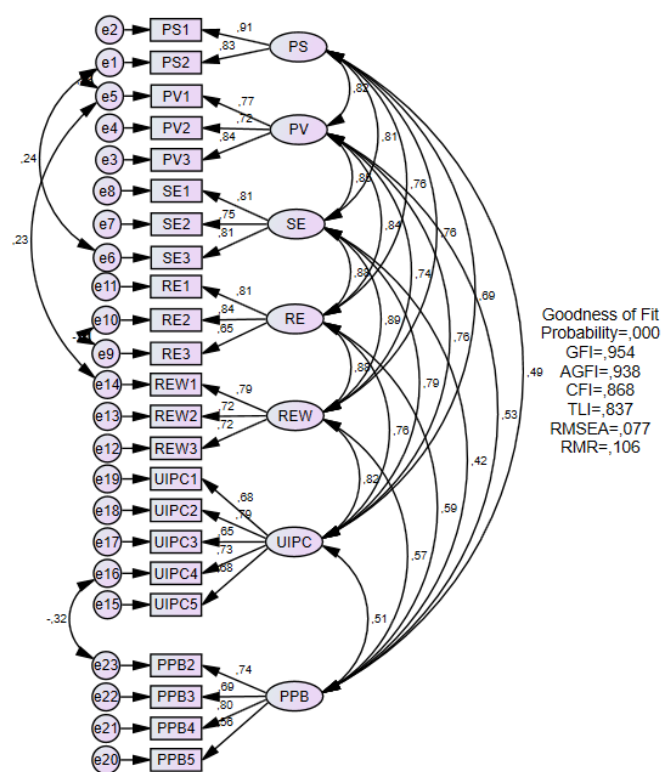 e2 PS1 ,91 PS
e1 PS2 ,83
,82
e5 PV1 ,77
e4 PV2 ,72 PV ,81
e3 PV3 ,84 ,76
,24
e8 SE1 ,81 ,84 ,76
e7 SE2 ,75 SE ,74 ,69
e6 SE3 ,81
,23
e11 RE1 ,81 ,88
e10 RE2 ,84 RE ,89 ,76
e9 RE3 ,65 ,79 ,49
e14 REW1 ,79 ,88 ,53
e13 REW2 ,72 REW ,76 ,42
e12 REW3 ,72 ,59
e19 UIPC1 ,68 ,82 ,57
e18 UIPC2 ,79
e17 UIPC3 ,65 UIPC
e16 UIPC4 ,73
e15 UIPC5 ,68
-,32 ,51
e23 PPB2 ,74
e22 PPB3 ,69 PPB
e21 PPB4 ,80
e20 PPB5 ,56
Goodness of Fit
Probability=,000
GFI=,954
AGFI=,938
CFI=,868
TLI=,837
RMSEA=,077
RMR=,106